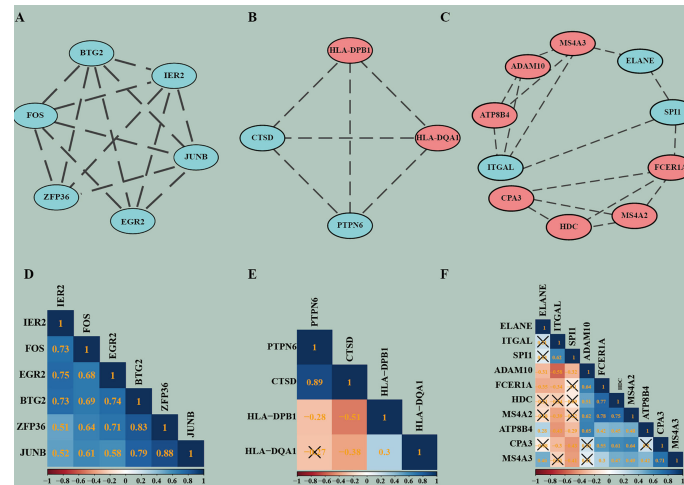 A
BTG2
IER2
FOS
JUNB
ZFP36
EGR2
B
HLA-DPB1
CTSD
HLA-DQA1
PTPN6
C
MS4A3
ADAM10
ELANE
ATP8B4
SPI1
ITGAL
FCER1A
CPA3
MS4A2
HDC
D
IER2
FOS
EGR2
BTG2
ZFP36
JUNB
IER2 1
FOS 0.73 1
EGR2 0.75 0.68 1
BTG2 0.73 0.69 0.74 1
ZFP36 0.51 0.64 0.71 0.83 1
JUNB 0.52 0.61 0.58 0.79 0.88 1
−1 −0.8 −0.6 −0.4 −0.2 0 0.2 0.4 0.6 0.8 1
E
PTPN6
CTSD
HLA−DPB1
HLA−DQA1
PTPN6 1
CTSD 0.89 1
HLA−DPB1 −0.28 −0.51 1
HLA−DQA1 0.3 1
−1 −0.8 −0.6 −0.4 −0.2 0 0.2 0.4 0.6 0.8 1
F
ELANE
ITGAL
SPI1
ADAM10
FCER1A
HDC
MS4A2
ATP8B4
CPA3
MS4A3
ELANE 1
ITGAL 1
SPI1 1
ADAM10 1
FCER1A 1
HDC 0.77 1
MS4A2 0.78 0.75 1
ATP8B4 1
CPA3 1
MS4A3 0.71 1
−1 −0.8 −0.6 −0.4 −0.2 0 0.2 0.4 0.6 0.8 1